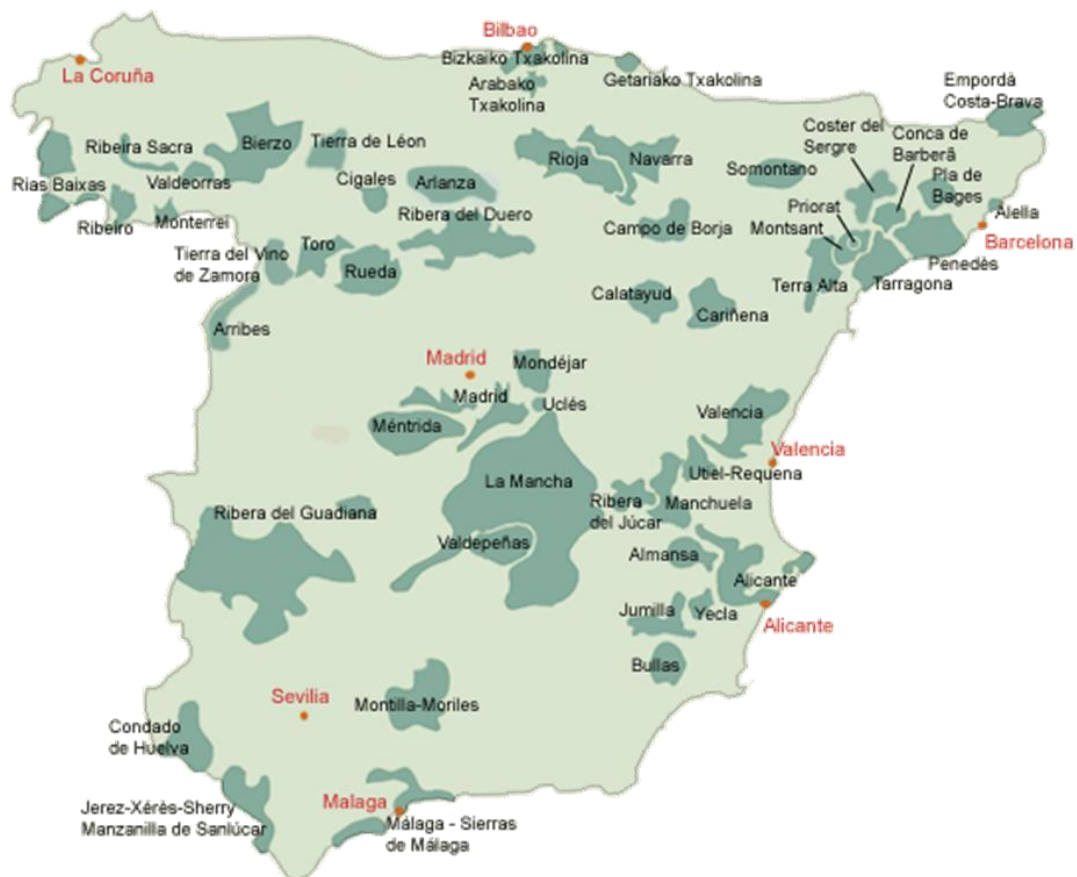 Bilbao
La Coruña
Bizkaiko Txakolina
Arabako
Txakolina
Getariako Txakolina
Empordà
Costa-Brava
Coster del
Sergre
Conca de
Barberà
Ribeira Sacra
Bierzo
Tierra de Léon
Rioja
Navarra
Somontano
Pla de
Bages
Rias Baixas
Valdeorras
Cigales
Arlanza
Priorat
Alella
Ribeiro
Monterrei
Ribera del Duero
Campo de Borja
Montsant
Barcelona
Tierra del Vino
de Zamora
Toro
Rueda
Penedès
Terra Alta
Tarragona
Calatayud
Cariñena
Arribes
Madrid
Mondéjar
Madrid
Uclés
Méntrida
Valencia
Valencia
Utiel-Requena
La Mancha
Ribera
del Júcar
Manchuela
Ribera del Guadiana
Valdepeñas
Almansa
Alicante
Jumilla
Yecla
Alicante
Bullas
Sevilia
Montilla-Moriles
Condado
de Huelva
Malaga
Jerez-Xérès-Sherry
Manzanilla de Sanlúcar
Málaga - Sierras
de Málaga